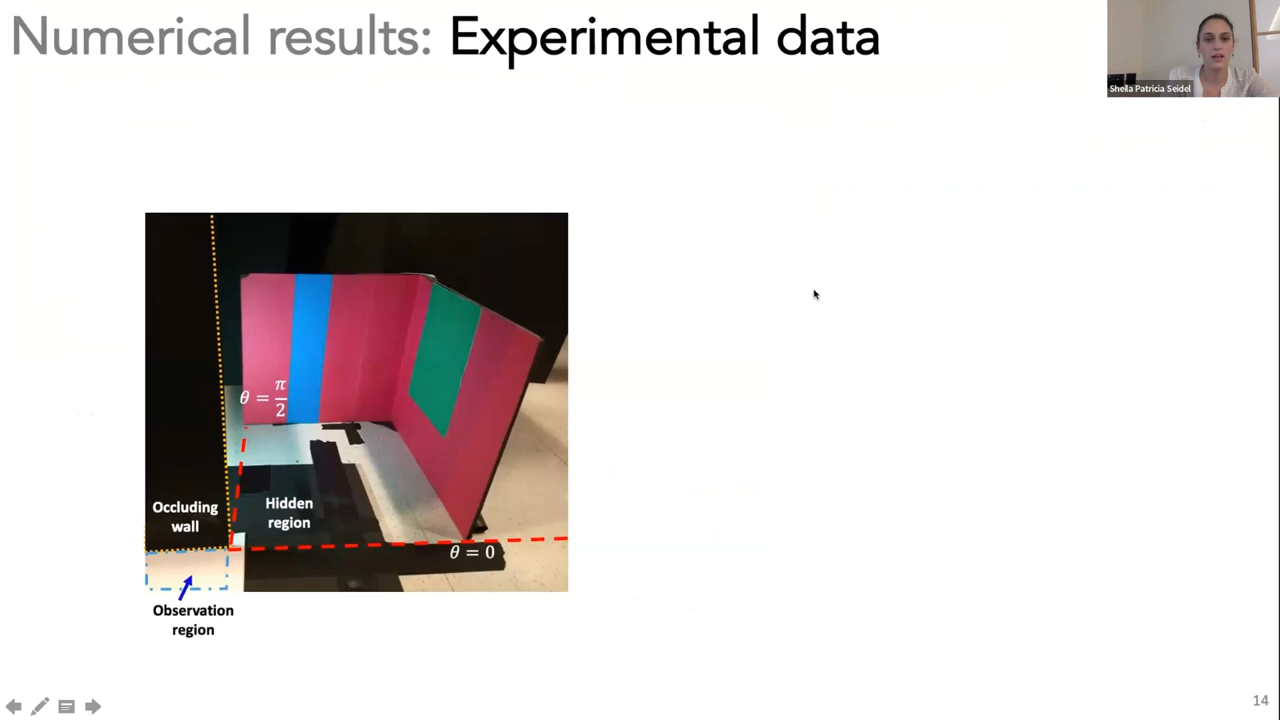 Numerical results: Experimental data
Sheila Patricia Seidel
θ = π/2
Occluding
wall
Hidden
region
θ = 0
Observation
region
14